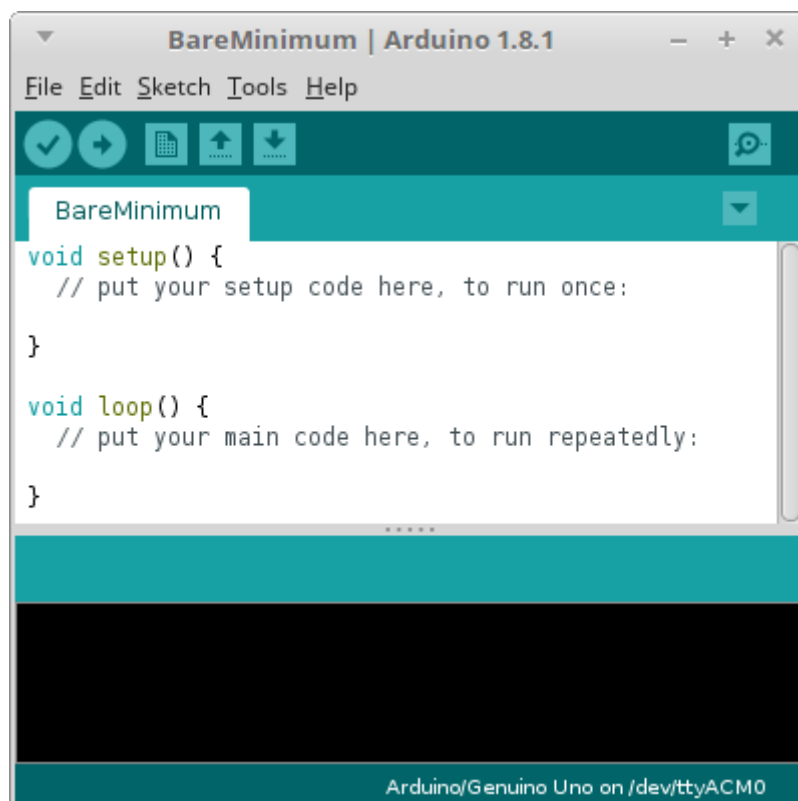 BareMinimum | Arduino 1.8.1
File Edit Sketch Tools Help
BareMinimum
void setup() {
  // put your setup code here, to run once:
}
void loop() {
  // put your main code here, to run repeatedly:
}
Arduino/Genuino Uno on /dev/ttyACM0